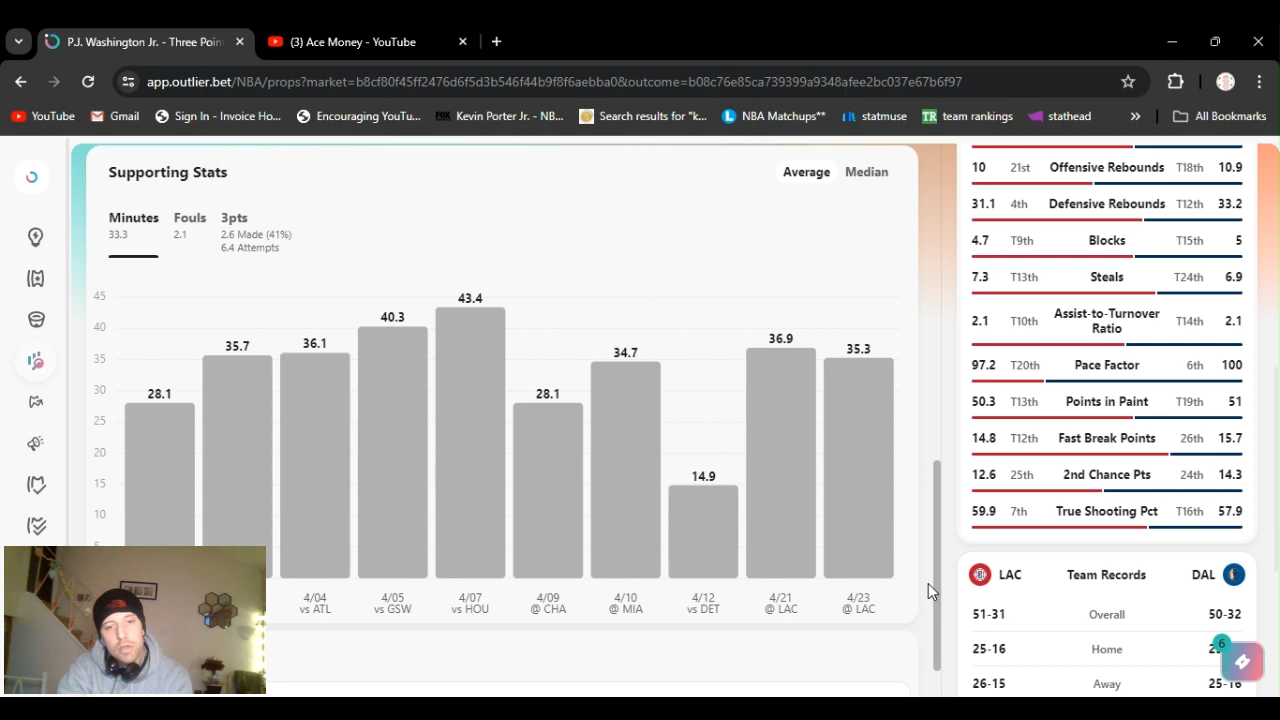 P.J. Washington Jr. - Three Poin
(3) Ace Money - YouTube
app.outlier.bet/NBA/props?market=b8cf80f45ff2476d6f5d3b546f44b9f8f6aebba0&outcome=b08c76e85ca739399a9348afee2bc037e67b6f97
YouTube
Gmail
Sign In - Invoice Ho...
Encouraging YouTu...
FOX
Kevin Porter Jr. - NB...
Search results for "k...
NBA Matchups**
statmuse
TR
team rankings
stathead
All Bookmarks
Supporting Stats
Average
Median
Minutes Fouls 3pts
33.3 2.1 2.6 Made (41%)
6.4 Attempts
45
40
35
30
25
20
15
10
28.1
35.7
36.1
40.3
43.4
28.1
34.7
14.9
36.9
35.3
4/04
vs ATL
4/05
vs GSW
4/07
vs HOU
4/09
@ CHA
4/10
@ MIA
4/12
vs DET
4/21
@ LAC
4/23
@ LAC
10 21st Offensive Rebounds T18th 10.9
31.1 4th Defensive Rebounds T12th 33.2
4.7 T9th Blocks T15th 5
7.3 T13th Steals T24th 6.9
2.1 T10th Assist-to-Turnover Ratio T14th 2.1
97.2 T20th Pace Factor 6th 100
50.3 T13th Points in Paint T19th 51
14.8 T12th Fast Break Points 26th 15.7
12.6 25th 2nd Chance Pts 24th 14.3
59.9 7th True Shooting Pct T16th 57.9
LAC Team Records DAL
51-31 Overall 50-32
25-16 Home
26-15 Away 25-16
6